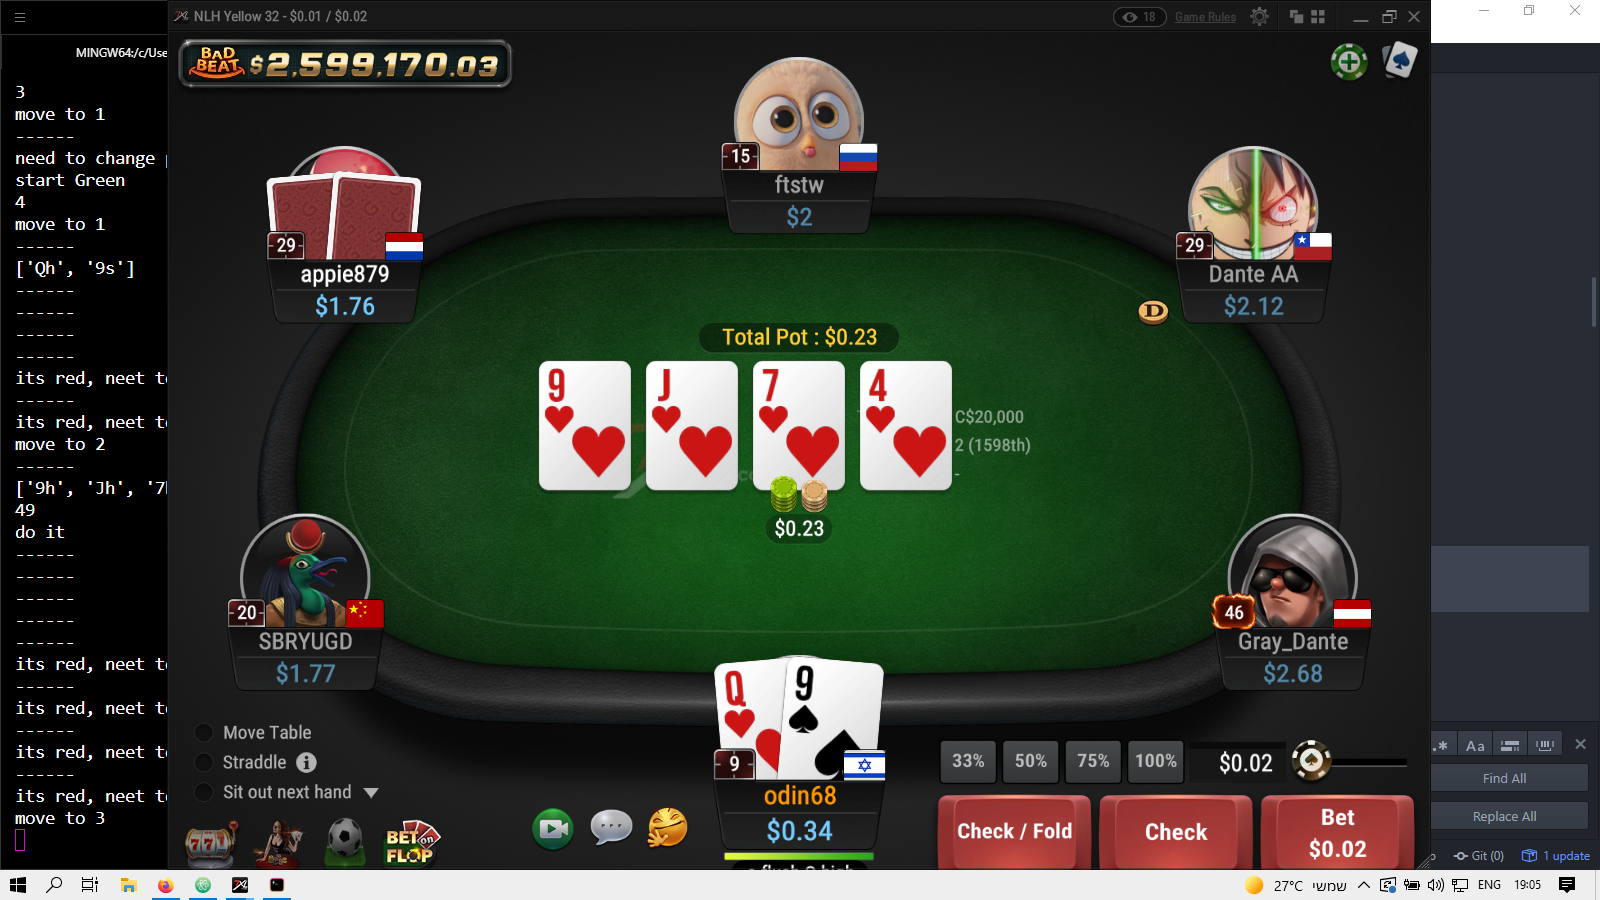 MINGW64:/c/Use
3
move to 1
------
need to change
start Green
4
move to 1
------
['Qh', '9s']
------
------
------
------
its red, neet t
------
its red, neet t
move to 2
------
['9h', 'Jh', '7
49
do it
------
------
------
------
------
its red, neet t
------
its red, neet t
------
its red, neet t
------
its red, neet t
move to 3
NLH Yellow 32 - $0.01 / $0.02
18
Game Rules
BAD BEAT
$2,599,170.03
15
ftstw
$2
29
appie879
$1.76
29
Dante AA
$2.12
D
Total Pot : $0.23
9
J
7
4
C$20,000
2 (1598th)
-
$0.23
20
SBRYUGD
$1.77
46
Gray_Dante
$2.68
Q
9
9
odin68
$0.34
Move Table
Straddle i
Sit out next hand
777
BET on FLOP
33%
50%
75%
100%
$0.02
Check / Fold
Check
Bet
$0.02
.*
Aa
Find All
Replace All
Git (0)
1 update
27°C
שמשי
ENG
19:05